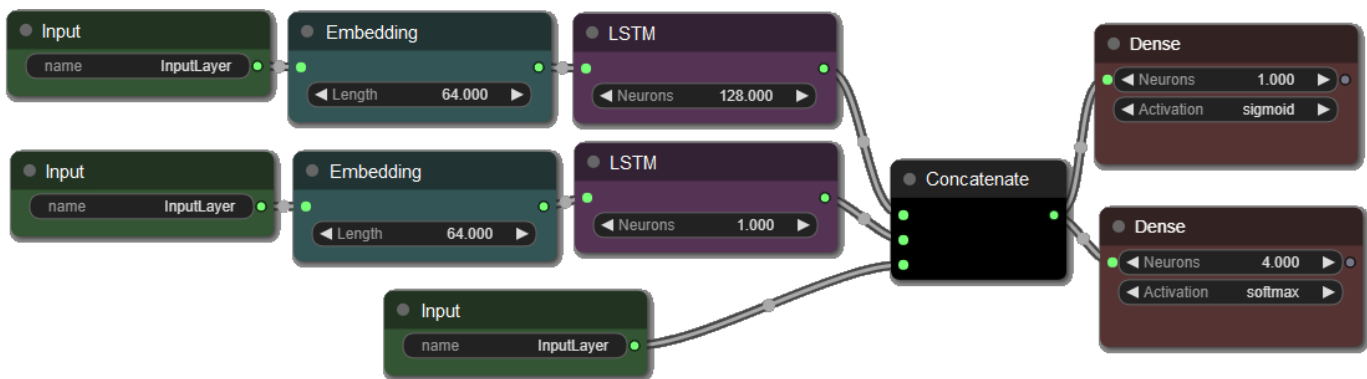 Input
name InputLayer
Embedding
Length 64.000
LSTM
Neurons 128.000
Input
name InputLayer
Embedding
Length 64.000
LSTM
Neurons 1.000
Input
name InputLayer
Concatenate
Dense
Neurons 1.000
Activation sigmoid
Dense
Neurons 4.000
Activation softmax